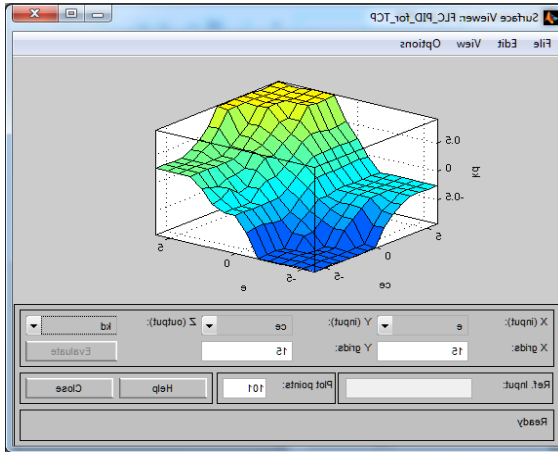 Surface Viewer: FLC_PID_for_TCP
File Edit View Options
kd
0.5
0
-0.5
5
0
-5
ce
-5
0
5
e
X (input): e Y (input): ce Z (output): kd
X grids: 15 Y grids: 15 Evaluate
Ref. Input: Plot points: 101 Help Close
Ready